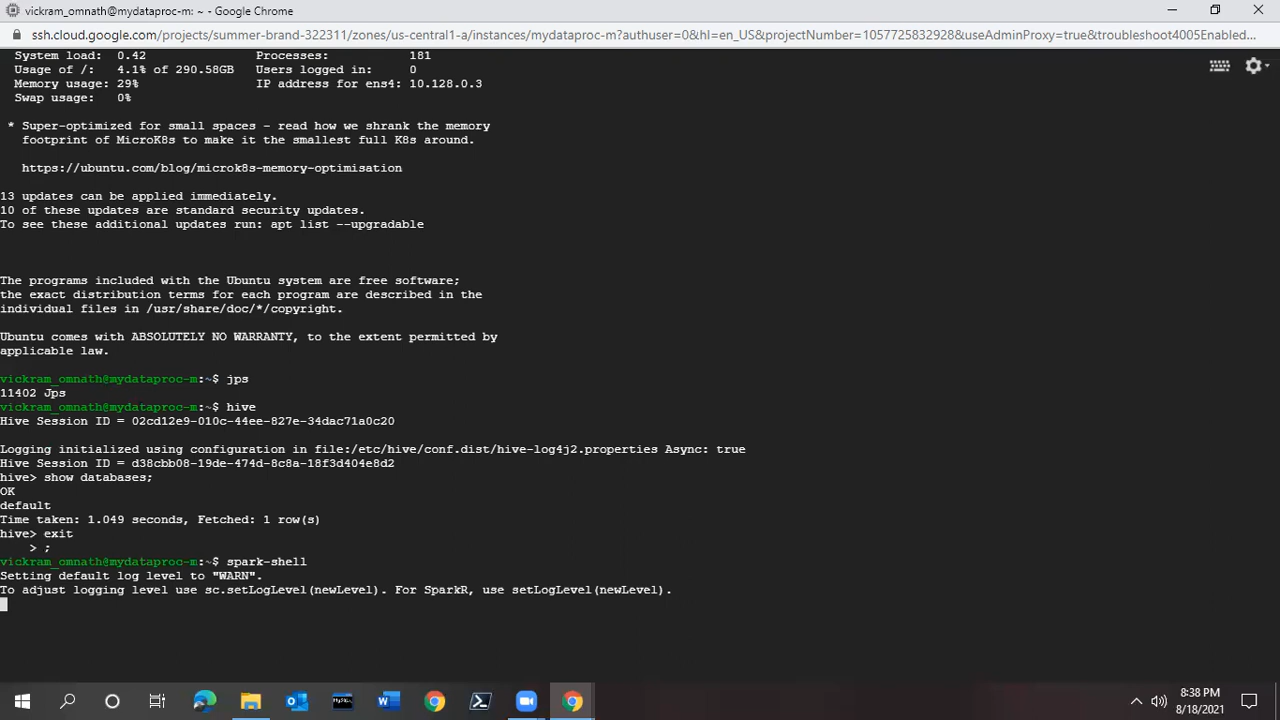 vickram_omnath@mydataproc-m: ~ - Google Chrome
ssh.cloud.google.com/projects/summer-brand-322311/zones/us-central1-a/instances/mydataproc-m?authuser=0&hl=en_US&projectNumber=1057725832928&useAdminProxy=true&troubleshoot4005Enabled...
System load: 0.42 Processes: 181
Usage of /: 4.1% of 290.58GB Users logged in: 0
Memory usage: 29% IP address for ens4: 10.128.0.3
Swap usage: 0%
* Super-optimized for small spaces - read how we shrank the memory
footprint of MicroK8s to make it the smallest full K8s around.
https://ubuntu.com/blog/microk8s-memory-optimisation
13 updates can be applied immediately.
10 of these updates are standard security updates.
To see these additional updates run: apt list --upgradable
The programs included with the Ubuntu system are free software;
the exact distribution terms for each program are described in the
individual files in /usr/share/doc/*/copyright.
Ubuntu comes with ABSOLUTELY NO WARRANTY, to the extent permitted by
applicable law.
vickram_omnath@mydataproc-m:~$ jps
11402 Jps
vickram_omnath@mydataproc-m:~$ hive
Hive Session ID = 02cd12e9-010c-44ee-827e-34dac71a0c20
Logging initialized using configuration in file:/etc/hive/conf.dist/hive-log4j2.properties Async: true
Hive Session ID = d38cbb08-19de-474d-8c8a-18f3d404e8d2
hive> show databases;
OK
default
Time taken: 1.049 seconds, Fetched: 1 row(s)
hive> exit
> ;
vickram_omnath@mydataproc-m:~$ spark-shell
Setting default log level to "WARN".
To adjust logging level use sc.setLogLevel(newLevel). For SparkR, use setLogLevel(newLevel).
8:38 PM
8/18/2021